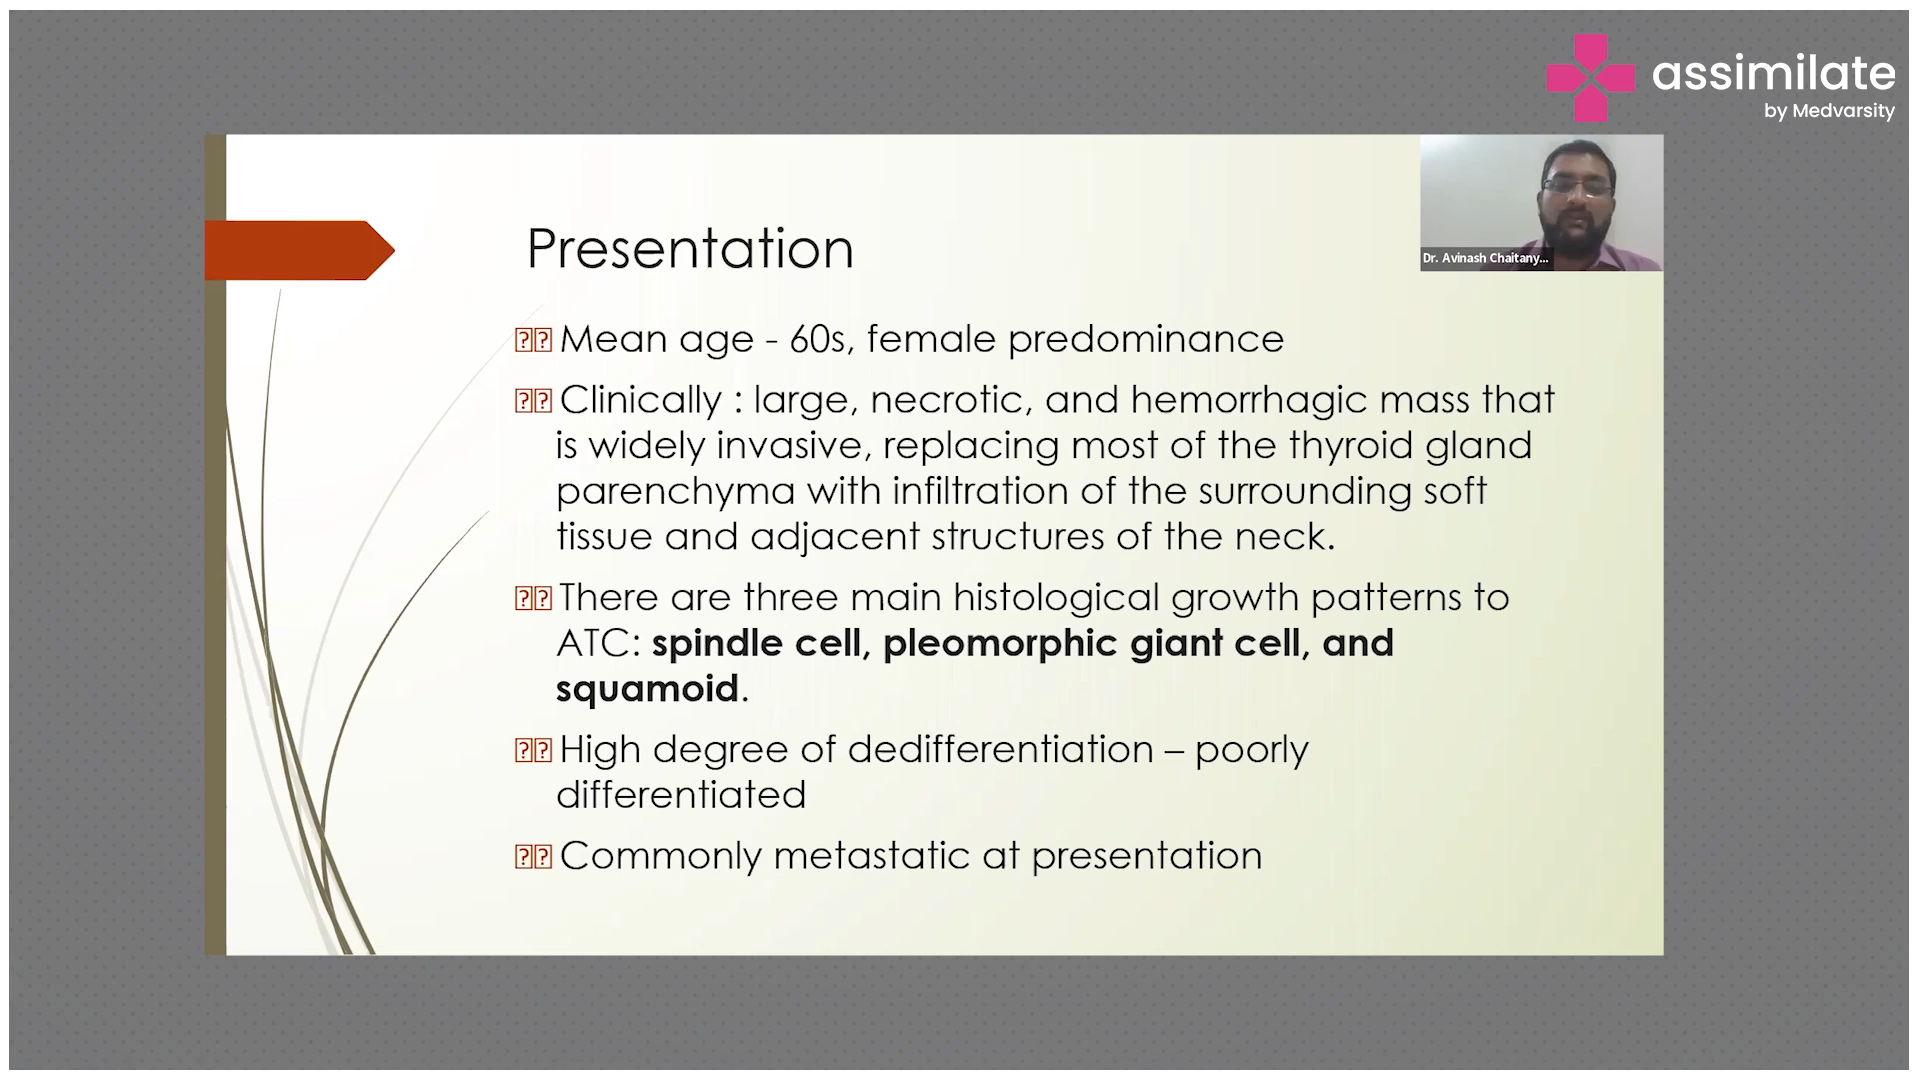 assimilate
by Medvarsity
Dr. Avinash Chaitany...
Presentation
Mean age - 60s, female predominance
Clinically : large, necrotic, and hemorrhagic mass that
is widely invasive, replacing most of the thyroid gland
parenchyma with infiltration of the surrounding soft
tissue and adjacent structures of the neck.
There are three main histological growth patterns to
ATC: spindle cell, pleomorphic giant cell, and
squamoid.
High degree of dedifferentiation – poorly
differentiated
Commonly metastatic at presentation